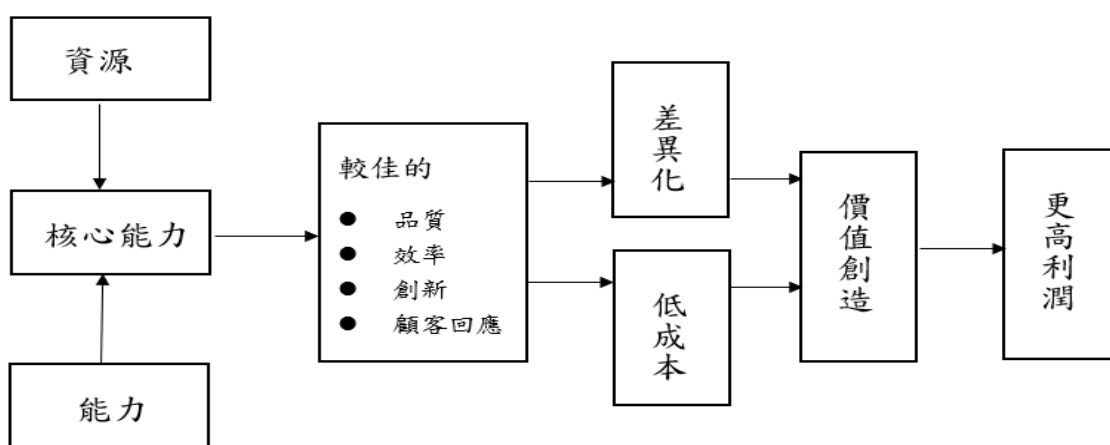 資源
核心能力
能力
較佳的
● 品質
● 效率
● 創新
● 顧客回應
差異化
低成本
價值創造
更高利潤